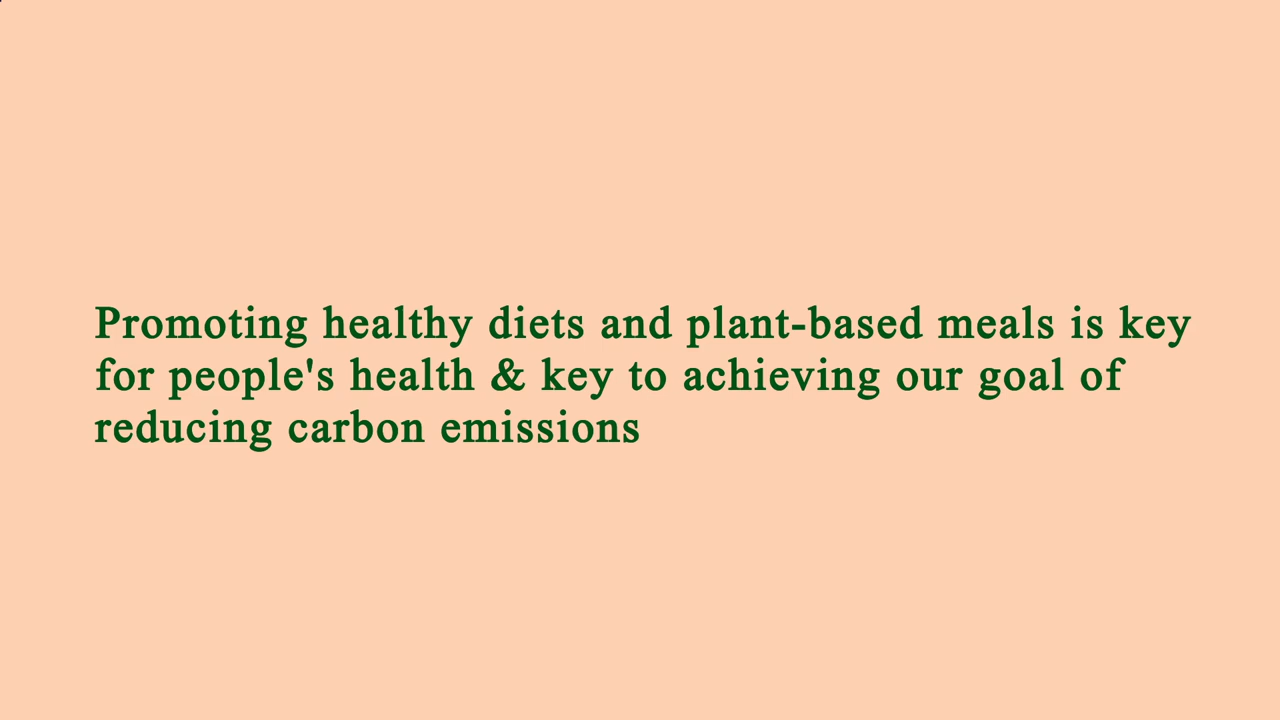 Promoting healthy diets and plant-based meals is key
for people's health & key to achieving our goal of
reducing carbon emissions